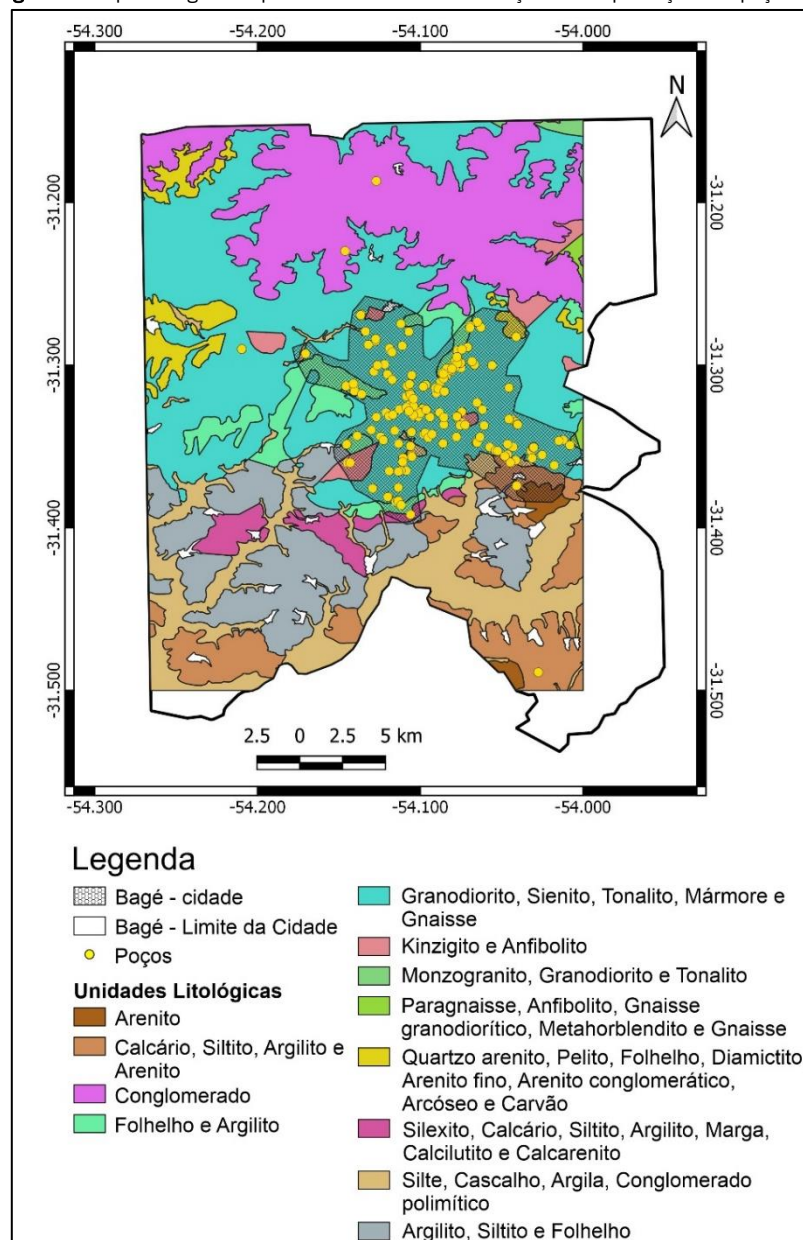 -54.300 -54.200 -54.100 -54.000
N
-31.200 -31.200
-31.300 -31.300
-31.400 -31.400
-31.500 -31.500
2.5 0 2.5 5 km
-54.300 -54.200 -54.100 -54.000
Legenda
Bagé - cidade
Bagé - Limite da Cidade
Poços
Unidades Litológicas
Arenito
Calcário, Siltito, Argilito e
Arenito
Conglomerado
Folhelho e Argilito
Granodiorito, Sienito, Tonalito, Mármore e
Gnaisse
Kinzigito e Anfibolito
Monzogranito, Granodiorito e Tonalito
Paragnaisse, Anfibolito, Gnaisse
granodiorítico, Metahorblendito e Gnaisse
Quartzo arenito, Pelito, Folhelho, Diamictito
Arenito fino, Arenito conglomerático,
Arcóseo e Carvão
Silexito, Calcário, Siltito, Argilito, Marga,
Calcilutito e Calcarenito
Silte, Cascalho, Argila, Conglomerado
polimítico
Argilito, Siltito e Folhelho